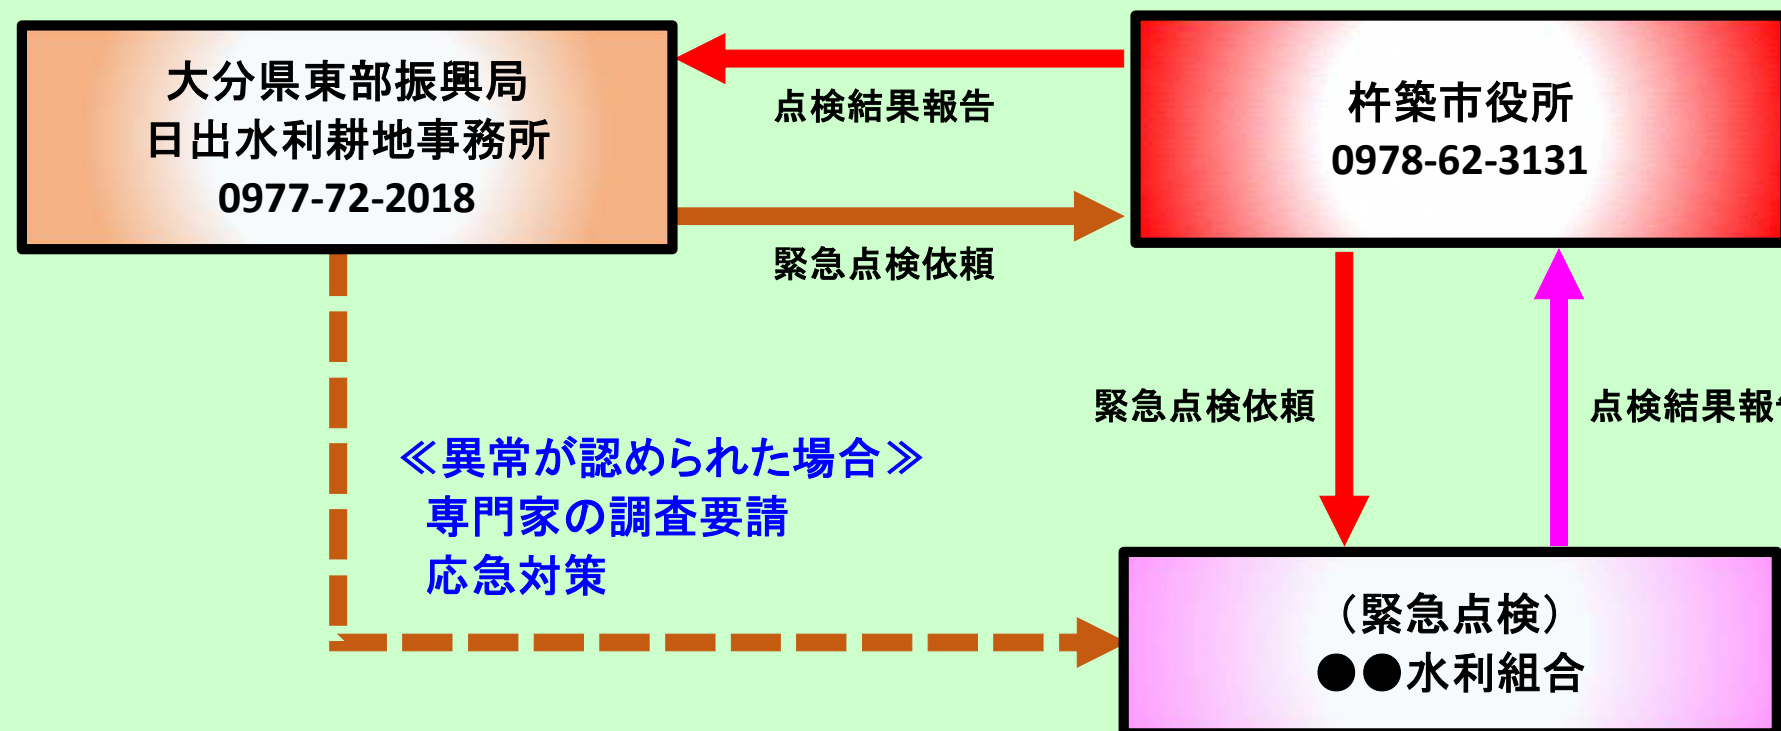 大分県東部振興局
日出水利耕地事務所
0977-72-2018
点検結果報告
緊急点検依頼
杵築市役所
0978-62-3131
緊急点検依頼
点検結果報
≪異常が認められた場合≫
専門家の調査要請
応急対策
（緊急点検）
●●水利組合